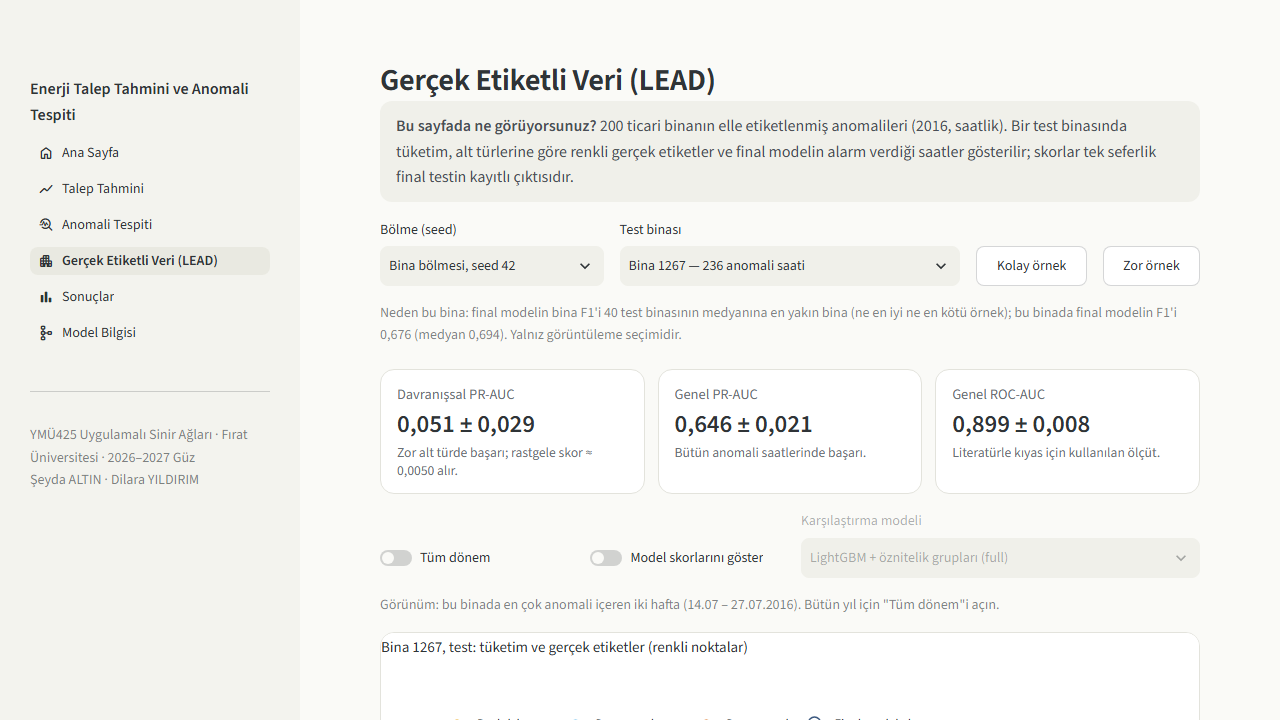 Enerji Talep Tahmini ve Anomali
Tespiti
Ana Sayfa
Talep Tahmini
Anomali Tespiti
Gerçek Etiketli Veri (LEAD)
Sonuçlar
Model Bilgisi
YMÜ425 Uygulamalı Sinir Ağları · Fırat
Üniversitesi · 2026–2027 Güz
Şeyda ALTIN · Dilara YILDIRIM
Gerçek Etiketli Veri (LEAD)
Bu sayfada ne görüyorsunuz? 200 ticari binanın elle etiketlenmiş anomalileri (2016, saatlik). Bir test binasında
tüketim, alt türlerine göre renkli gerçek etiketler ve final modelin alarm verdiği saatler gösterilir; skorlar tek seferlik
final testin kayıtlı çıktısıdır.
Bölme (seed)
Test binası
Bina bölmesi, seed 42
Bina 1267 — 236 anomali saati
Kolay örnek
Zor örnek
Neden bu bina: final modelin bina F1'i 40 test binasının medyanına en yakın bina (ne en iyi ne en kötü örnek); bu binada final modelin F1'i
0,676 (medyan 0,694). Yalnız görüntüleme seçimidir.
Davranışsal PR-AUC
0,051 ± 0,029
Zor alt türde başarı; rastgele skor ≈
0,0050 alır.
Genel PR-AUC
0,646 ± 0,021
Bütün anomali saatlerinde başarı.
Genel ROC-AUC
0,899 ± 0,008
Literatürle kıyas için kullanılan ölçüt.
Karşılaştırma modeli
Tüm dönem
Model skorlarını göster
LightGBM + öznitelik grupları (full)
Görünüm: bu binada en çok anomali içeren iki hafta (14.07 – 27.07.2016). Bütün yıl için "Tüm dönem"i açın.
Bina 1267, test: tüketim ve gerçek etiketler (renkli noktalar)